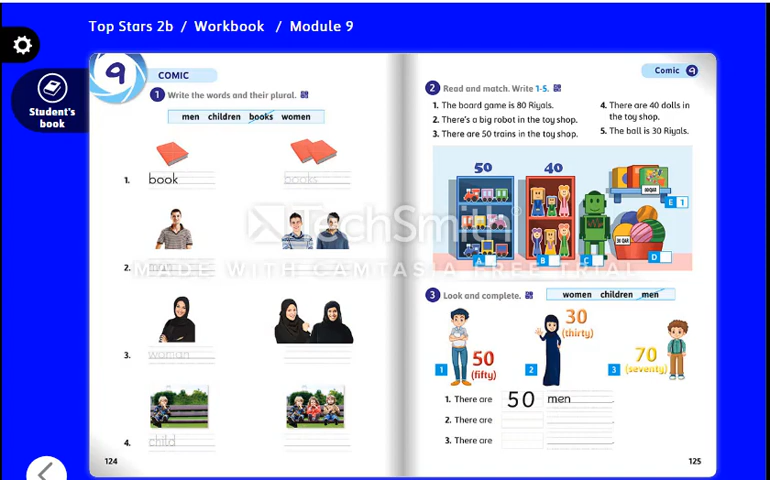 Top Stars 2b / Workbook / Module 9
Student's
book
9
COMIC
1 Write the words and their plural.
men children books women
1.
book
books
2.
man
3.
woman
4.
child
124
Comic 9
2 Read and match. Write 1-5.
1. The board game is 80 Riyals.
2. There's a big robot in the toy shop.
3. There are 50 trains in the toy shop.
4. There are 40 dolls in
the toy shop.
5. The ball is 30 Riyals.
50
40
80 QAR
E 1
30 QAR
A
B
C
D
3 Look and complete.
women children men
50
(fifty)
30
(thirty)
70
(seventy)
1
2
3
1. There are 50 men
2. There are
3. There are
125
TechSmith
MADE WITH CAMTASIA FREE TRIAL